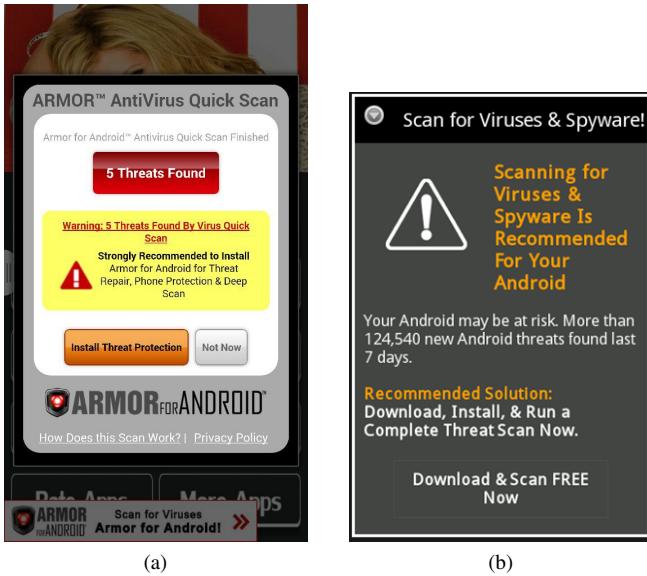 ARMOR™ AntiVirus Quick Scan
Armor for Android™ Antivirus Quick Scan Finished
5 Threats Found
Warning: 5 Threats Found By Virus Quick
Scan
Strongly Recommended to Install
Armor for Android for Threat
Repair, Phone Protection & Deep
Scan
Install Threat Protection
Not Now
ARMOR FOR ANDROID™
How Does this Scan Work? | Privacy Policy
Rate Apps
More Apps
ARMOR
FOR ANDROID
Scan for Viruses
Armor for Android!
(a)
Scan for Viruses & Spyware!
Scanning for
Viruses &
Spyware Is
Recommended
For Your
Android
Your Android may be at risk. More than
124,540 new Android threats found last
7 days.
Recommended Solution:
Download, Install, & Run a
Complete Threat Scan Now.
Download & Scan FREE
Now
(b)